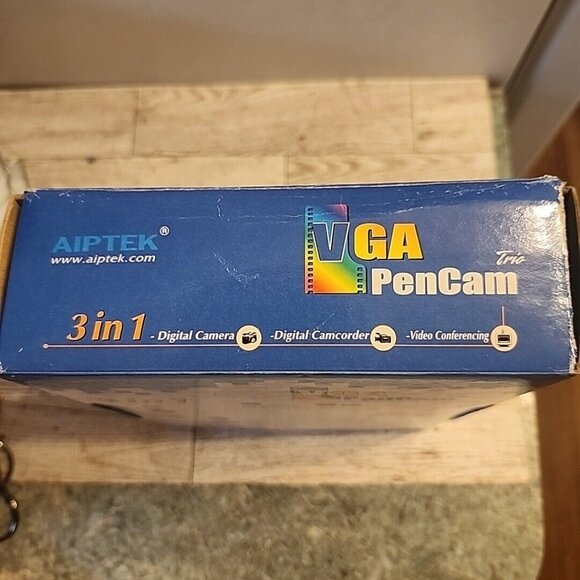 AIPTEK®
www.aiptek.com
VGA
PenCam
Trio
3 in 1 - Digital Camera -Digital Camcorder -Video Conferencing